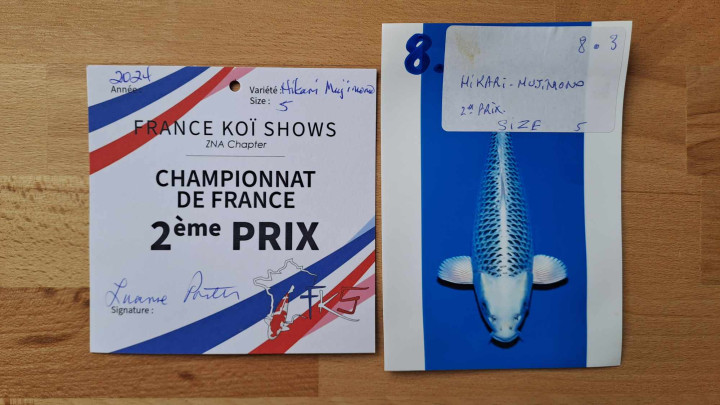 2024
Année :
Variété : Hikari Mujimono
Size : 5
FRANCE KOÏ SHOWS
ZNA Chapter
CHAMPIONNAT
DE FRANCE
2ème PRIX
Signature :
FKS
8.
8.3
HiKARi-MUJiMONO
PRIX
SIZE 5